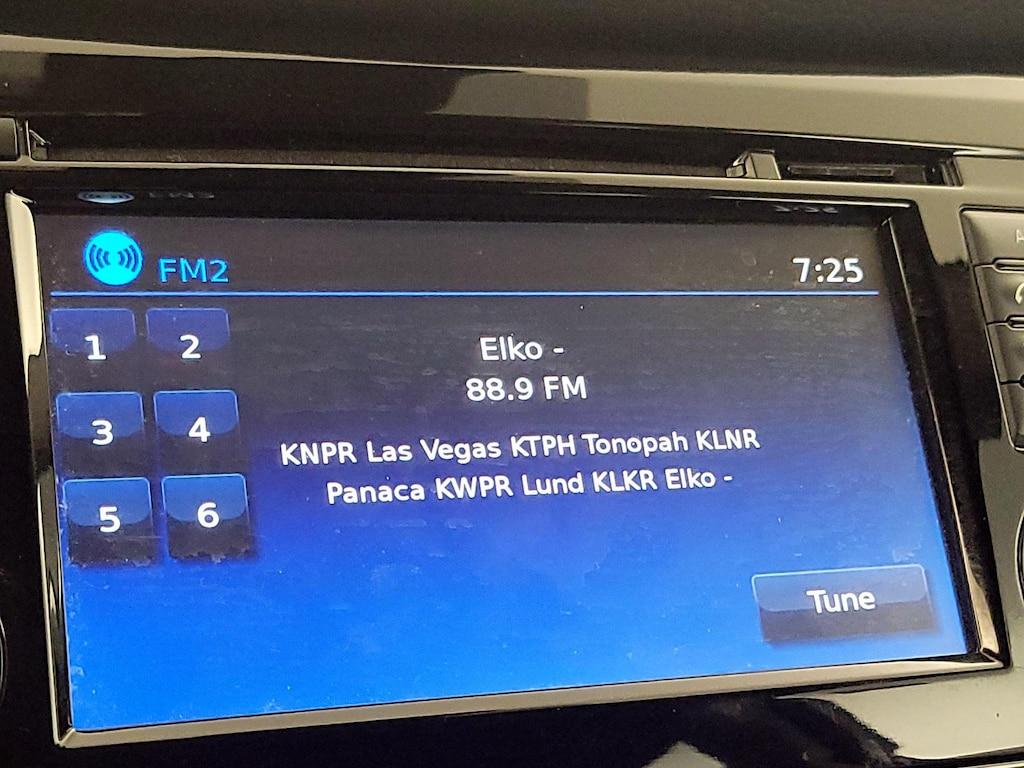 FM2
7:25
1 2
3 4
5 6
Elko -
88.9 FM
KNPR Las Vegas KTPH Tonopah KLNR
Panaca KWPR Lund KLKR Elko -
Tune